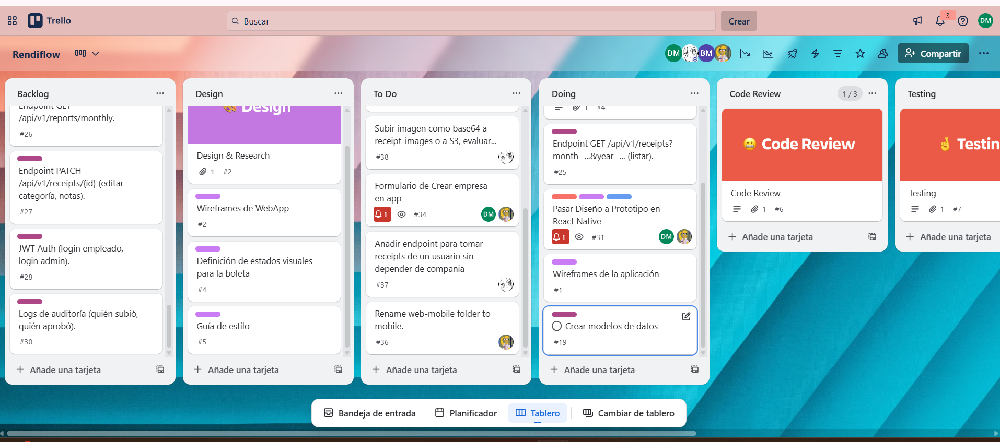 Trello
Buscar
Crear
3
DM
Rendiflow
DM
BM
Compartir
Backlog
Endpoint GET
/api/v1/reports/monthly.
#26
Endpoint PATCH
/api/v1/receipts/{id} (editar
categoría, notas).
#27
JWT Auth (login empleado,
login admin).
#28
Logs de auditoría (quién subió,
quién aprobó).
#30
Añade una tarjeta
Design
Design
Design & Research
1 #2
Wireframes de WebApp
#2
Definición de estados visuales
para la boleta
#4
Guía de estilo
#5
Añade una tarjeta
To Do
Subir imagen como base64 a
receipt_images o a S3, evaluar...
#38
Formulario de Crear empresa
en app
1 #34 DM
Anadir endpoint para tomar
receipts de un usuario sin
depender de compania
#37
Rename web-mobile folder to
mobile.
#36
Añade una tarjeta
Doing
1 #4
Endpoint GET /api/v1/receipts?
month=...&year=... (listar).
#25
Pasar Diseño a Prototipo en
React Native
1 #31 DM
Wireframes de la aplicación
#1
Crear modelos de datos
#19
Añade una tarjeta
Code Review 1 / 3
Code Review
Code Review
1 #6
Añade una tarjeta
Testing
Testin
Testing
1 #7
Añade una tarjeta
Bandeja de entrada
Planificador
Tablero
Cambiar de tablero